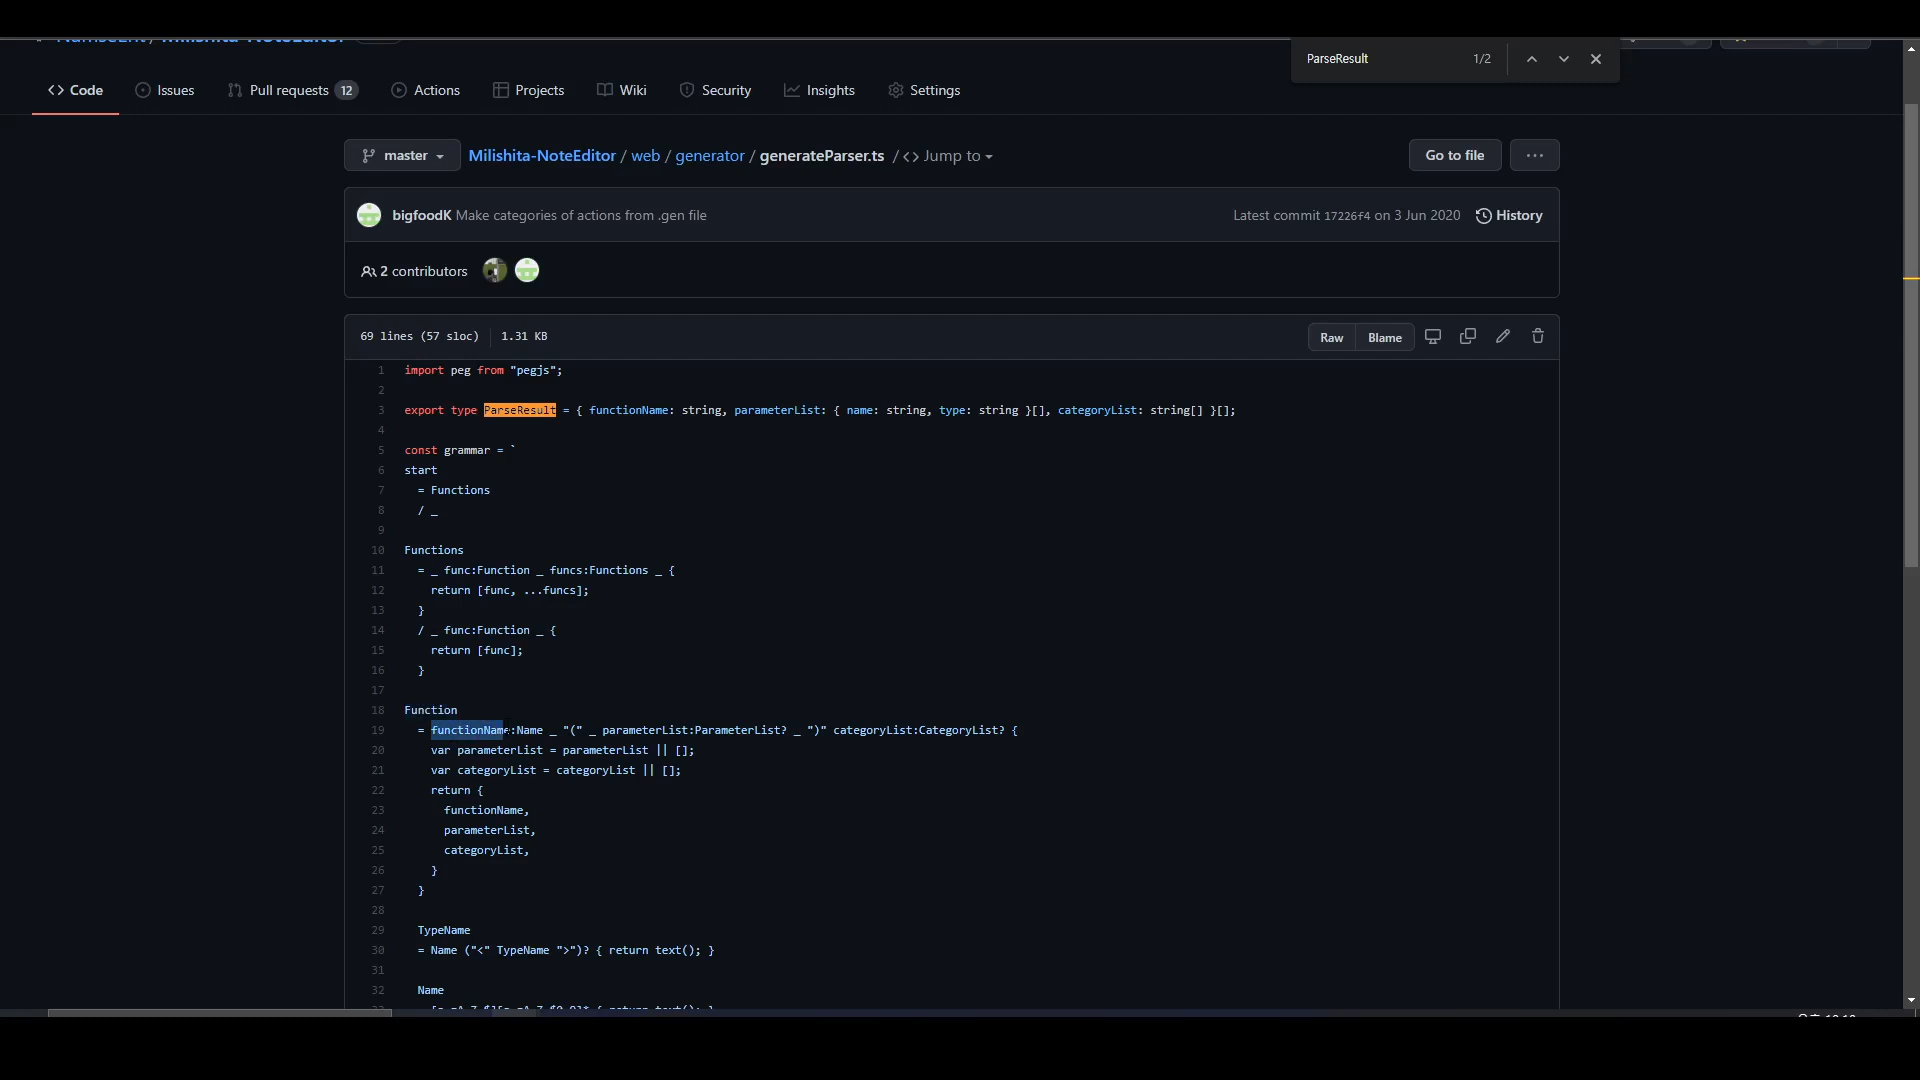 ParseResult 1/2
Code Issues Pull requests 12 Actions Projects Wiki Security Insights Settings
master Milishita-NoteEditor / web / generator / generateParser.ts / <> Jump to Go to file ...
bigfoodK Make categories of actions from .gen file Latest commit 17226f4 on 3 Jun 2020 History
2 contributors
69 lines (57 sloc) 1.31 KB Raw Blame
1 import peg from "pegjs";
2
3 export type ParseResult = { functionName: string, parameterList: { name: string, type: string }[], categoryList: string[] }[];
4
5 const grammar = `
6 start
7 = Functions
8 / _
9
10 Functions
11 = _ func:Function _ funcs:Functions _ {
12 return [func, ...funcs];
13 }
14 / _ func:Function _ {
15 return [func];
16 }
17
18 Function
19 = functionName:Name _ "(" _ parameterList:ParameterList? _ ")" categoryList:CategoryList? {
20 var parameterList = parameterList || [];
21 var categoryList = categoryList || [];
22 return {
23 functionName,
24 parameterList,
25 categoryList,
26 }
27 }
28
29 TypeName
30 = Name ("<" TypeName ">")? { return text(); }
31
32 Name